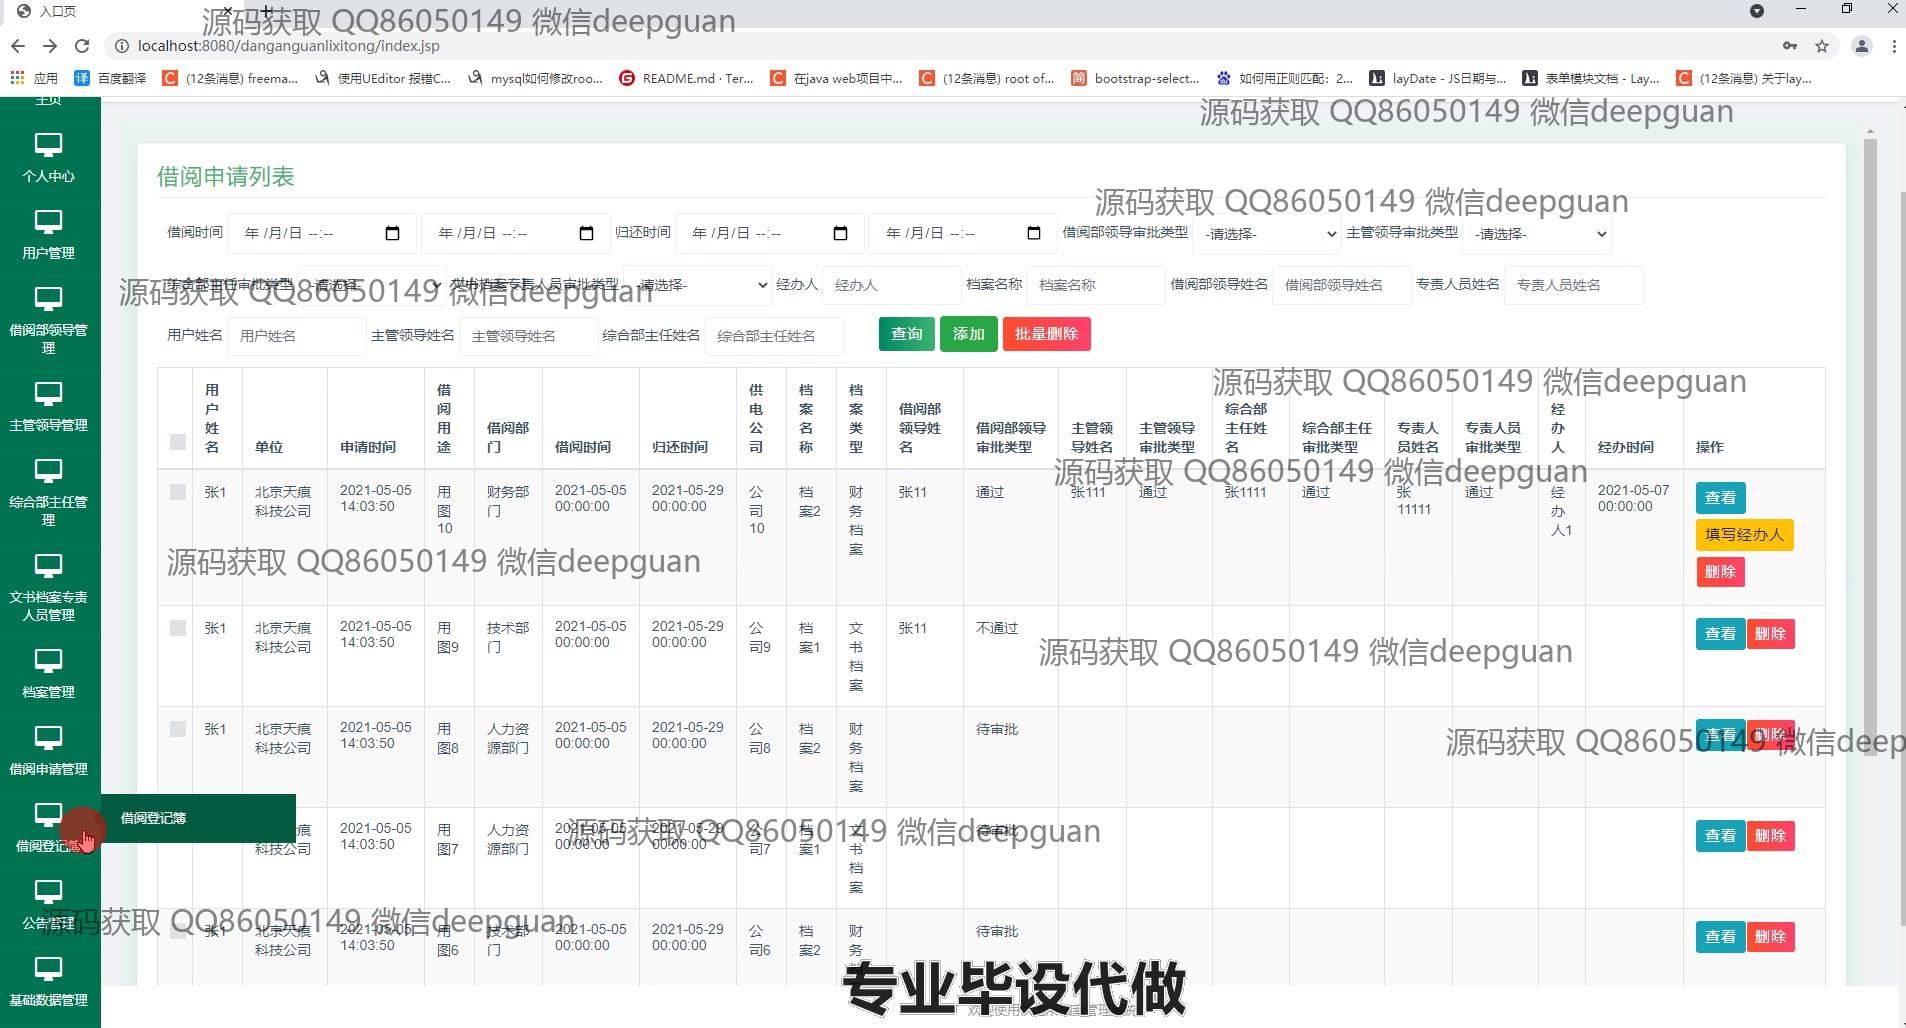 入口页
源码获取 QQ86050149 微信deepguan
localhost:8080/danganguanlixitong/index.jsp
应用 百度翻译 (12条消息) freema... 使用UEditor 报错C... mysql如何修改roo... README.md · Ter... 在java web项目中... (12条消息) root of... bootstrap-select... 如何用正则匹配：2... layDate - JS日期与... 表单模块文档 - Lay... (12条消息) 关于lay...
主页
源码获取 QQ86050149 微信deepguan
个人中心
用户管理
借阅部领导管理
主管领导管理
综合部主任管理
文书档案专责人员管理
档案管理
借阅申请管理
借阅登记簿
借阅登记簿
公告管理
基础数据管理
借阅申请列表
源码获取 QQ86050149 微信deepguan
借阅时间 年 /月/日 --:-- 年 /月/日 --:-- 归还时间 年 /月/日 --:-- 年 /月/日 --:-- 借阅部领导审批类型 -请选择- 主管领导审批类型 -请选择-
综合部主任审批类型 -请选择- 文书档案专责人员审批类型 -请选择- 经办人 经办人 档案名称 档案名称 借阅部领导姓名 借阅部领导姓名 专责人员姓名 专责人员姓名
源码获取 QQ86050149 微信deepguan
用户姓名 用户姓名 主管领导姓名 主管领导姓名 综合部主任姓名 综合部主任姓名 查询 添加 批量删除
源码获取 QQ86050149 微信deepguan
用户姓名 单位 申请时间 借阅用途 借阅部门 借阅时间 归还时间 供电公司 档案名称 档案类型 借阅部领导姓名 借阅部领导审批类型 主管领导姓名 主管领导审批类型 综合部主任姓名 综合部主任审批类型 专责人员姓名 专责人员审批类型 经办人 经办时间 操作
源码获取 QQ86050149 微信deepguan
张1 北京天痕科技公司 2021-05-05 14:03:50 用图10 财务部门 2021-05-05 00:00:00 2021-05-29 00:00:00 公司10 档案2 财务档案 张11 通过 张111 通过 张1111 通过 张11111 通过 经办人1 2021-05-07 00:00:00 查看 填写经办人 删除
源码获取 QQ86050149 微信deepguan
张1 北京天痕科技公司 2021-05-05 14:03:50 用图9 技术部门 2021-05-05 00:00:00 2021-05-29 00:00:00 公司9 档案1 文书档案 张11 不通过 查看 删除
源码获取 QQ86050149 微信deepguan
张1 北京天痕科技公司 2021-05-05 14:03:50 用图8 人力资源部门 2021-05-05 00:00:00 2021-05-29 00:00:00 公司8 档案2 财务档案 待审批 查看 删除
源码获取 QQ86050149 微信deep
痕科技公司 2021-05-05 14:03:50 用图7 人力资源部门 2021-05-05 00:00:00 2021-05-29 00:00:00 公司7 档案1 文书档案 待审批 查看 删除
源码获取 QQ86050149 微信deepguan
张1 北京天痕科技公司 2021-05-05 14:03:50 用图6 技术部门 2021-05-05 00:00:00 2021-05-29 00:00:00 公司6 档案2 财务 待审批 查看 删除
源码获取 QQ86050149 微信deepguan
专业毕设代做